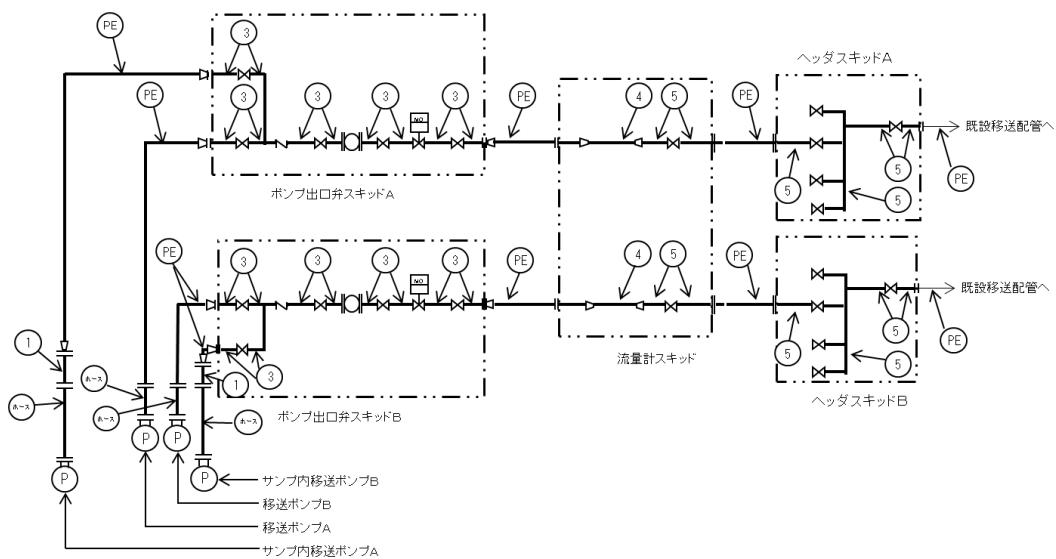 PE
3
ヘッダスキッドA
PE
3
3
3
3
PE
4
5
PE
MO
既設移送配管へ
5
PE
5
5
ポンプ出口弁スキッドA
PE
3
3
3
3
PE
4
5
PE
MO
既設移送配管へ
1
5
5
PE
流量計スキッド
5
ホース
1
3
ホース
ホース
ホース
ヘッダスキッドB
ポンプ出口弁スキッドB
P
P
P
P
サンプ内移送ポンプB
移送ポンプB
移送ポンプA
サンプ内移送ポンプA